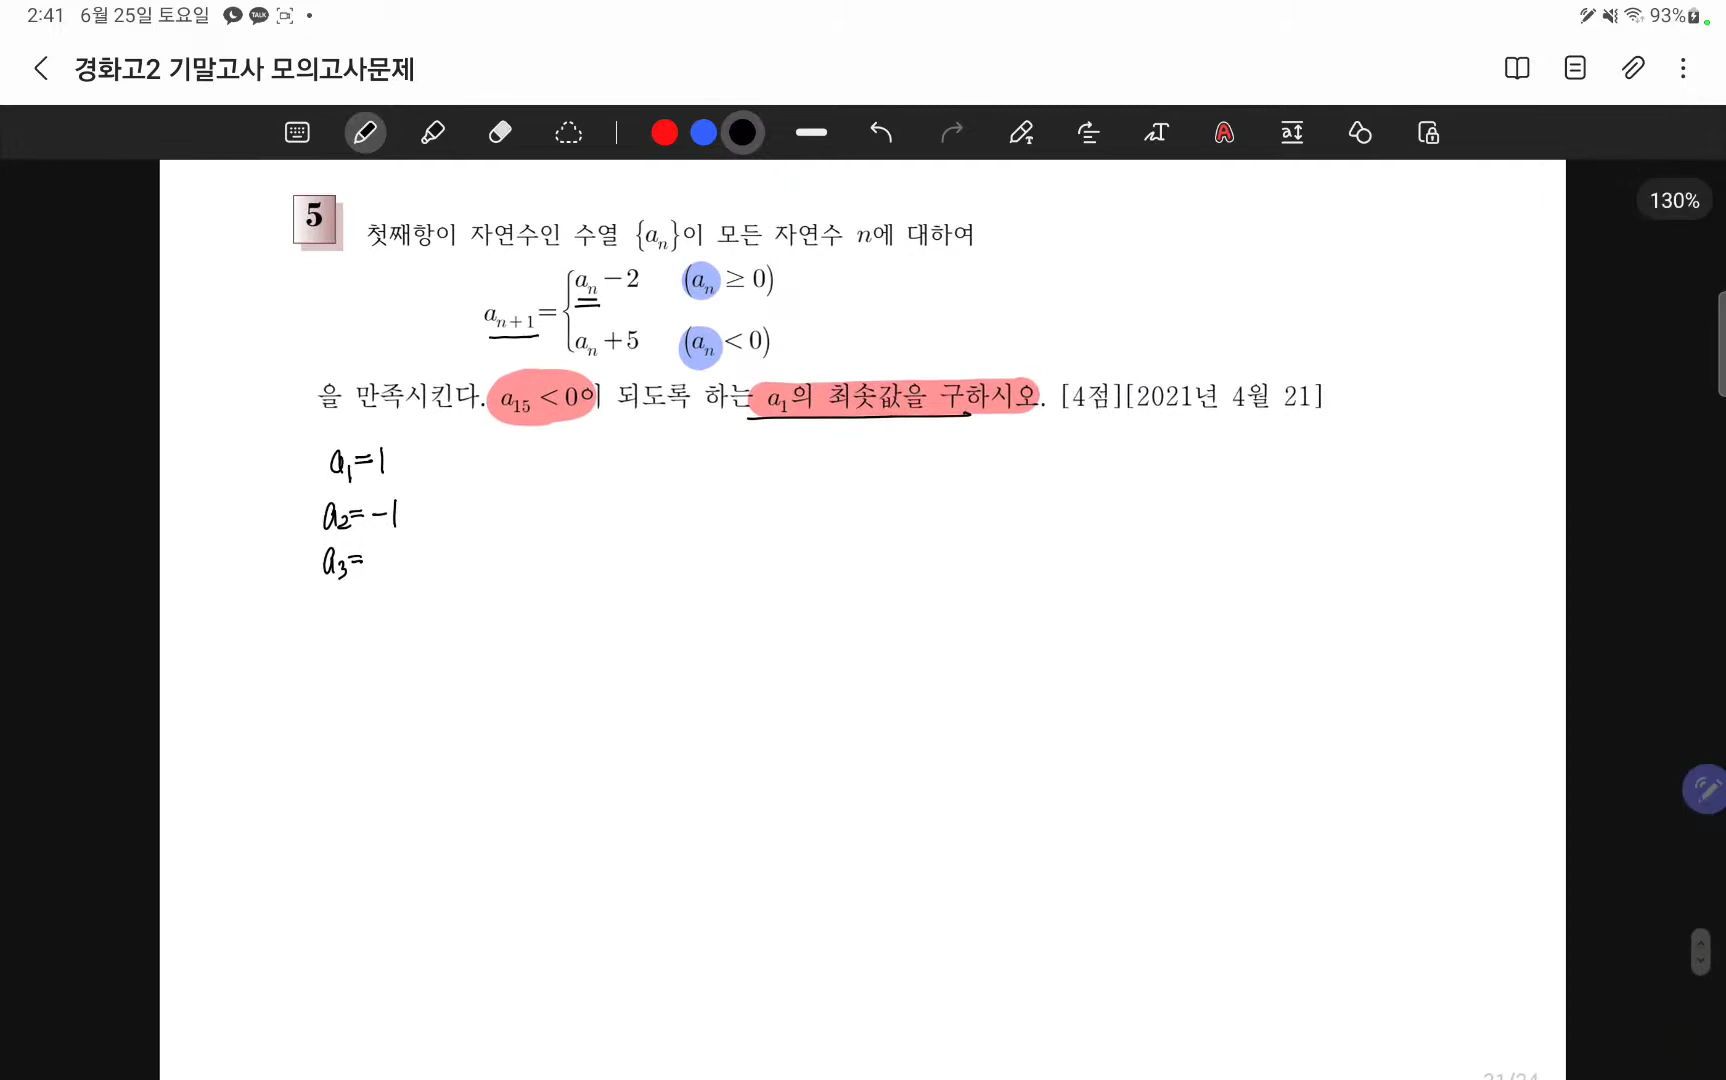 2:41 6월 25일 토요일 TALK 93%
경화고2 기말고사 모의고사문제
130%
5
첫째항이 자연수인 수열 {aₙ}이 모든 자연수 n에 대하여
aₙ₊₁ = { aₙ − 2 (aₙ ≥ 0)
aₙ + 5 (aₙ < 0)
을 만족시킨다. a₁₅ < 0이 되도록 하는 a₁의 최솟값을 구하시오. [4점][2021년 4월 21]
a₁ = 1
a₂ = −1
a₃ =